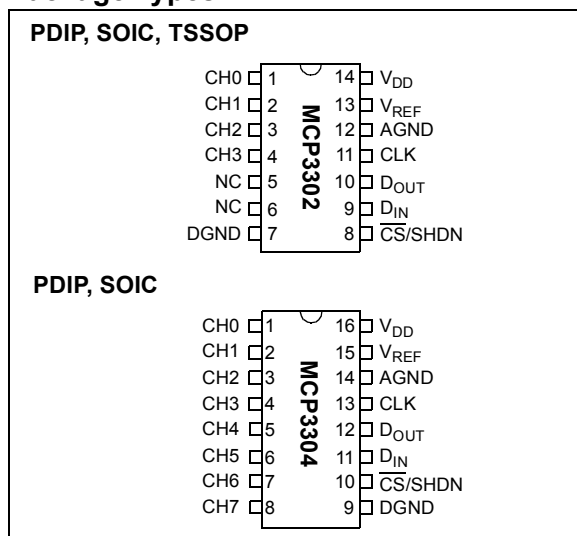 PDIP, SOIC, TSSOP
CH0 1 14 VDD
CH1 2 13 VREF
CH2 3 12 AGND
CH3 4 11 CLK
NC 5 10 DOUT
NC 6 9 DIN
DGND 7 8 CS/SHDN
MCP3302
PDIP, SOIC
CH0 1 16 VDD
CH1 2 15 VREF
CH2 3 14 AGND
CH3 4 13 CLK
CH4 5 12 DOUT
CH5 6 11 DIN
CH6 7 10 CS/SHDN
CH7 8 9 DGND
MCP3304